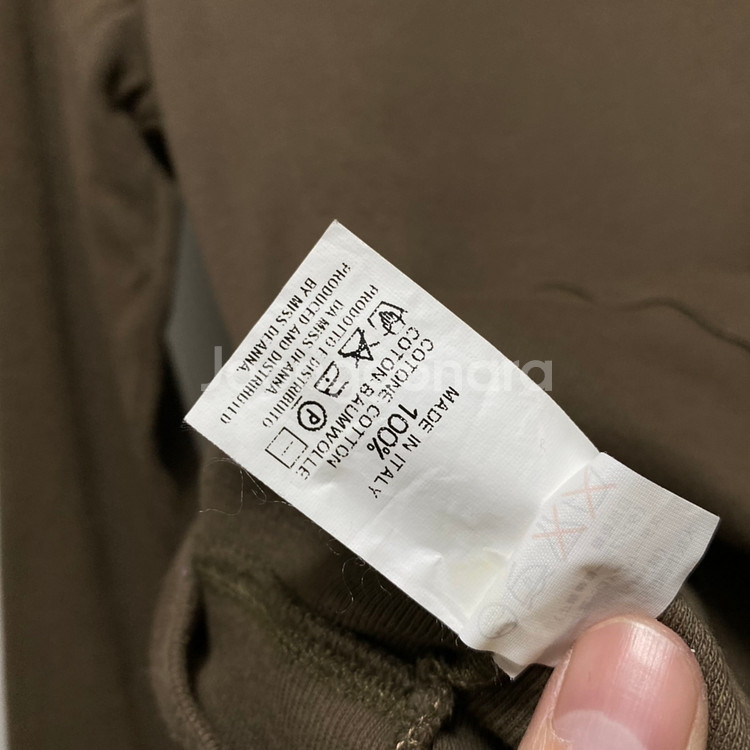 MADE IN ITALY
100%
COTONE COTTON
COTON BAUMWOLLE
P
PRODOTTO E DISTRIBUITO
DA MISS DEANNA
PRODUCED AND DISTRIBUTED
BY MISS DEANNA